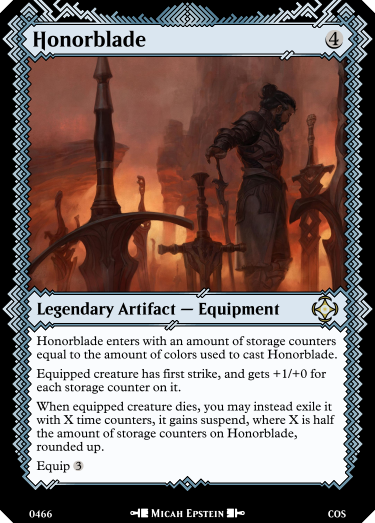 Honorblade 4
Legendary Artifact — Equipment
Honorblade enters with an amount of storage counters
equal to the amount of colors used to cast Honorblade.
Equipped creature has first strike, and gets +1/+0 for
each storage counter on it.
When equipped creature dies, you may instead exile it
with X time counters, it gains suspend, where X is half
the amount of storage counters on Honorblade,
rounded up.
Equip 3
0466 Micah Epstein COS